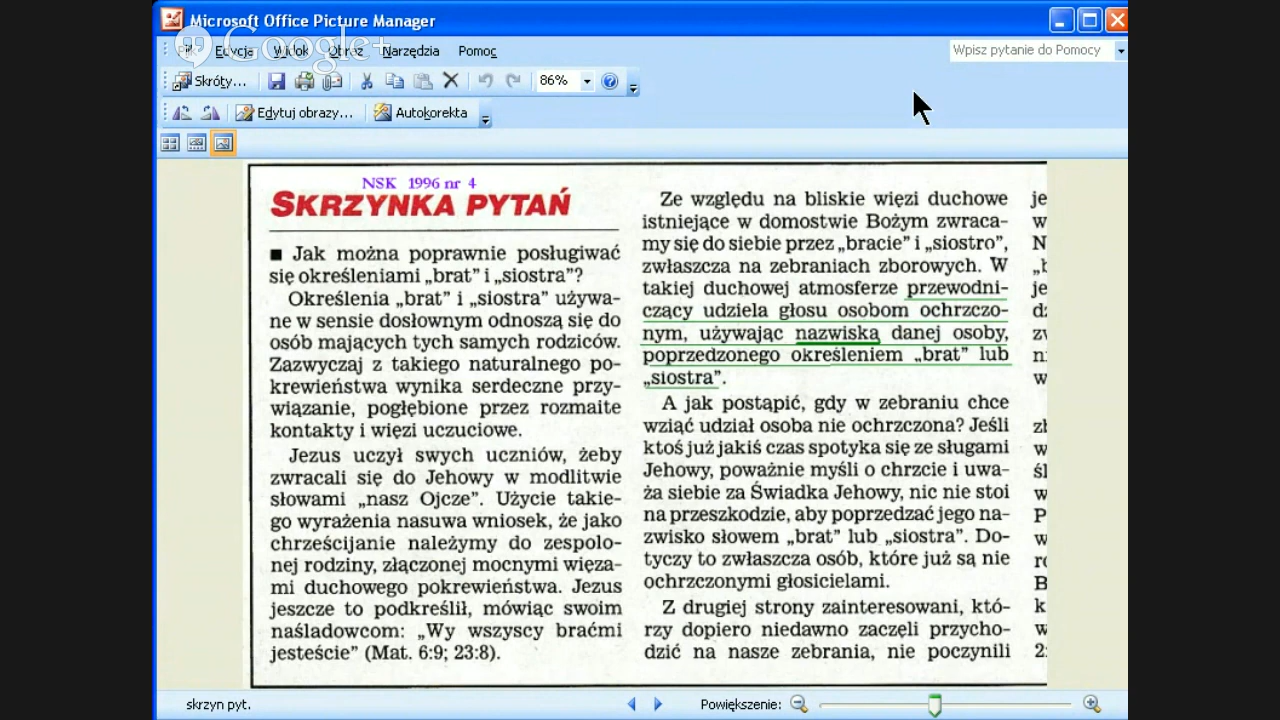 Microsoft Office Picture Manager
Google+
Plik Edycja Widok Obraz Narzędzia Pomoc
Wpisz pytanie do Pomocy
Skróty...
86%
Edytuj obrazy... Autokorekta
NSK 1996 nr 4
SKRZYNKA PYTAŃ
■ Jak można poprawnie posługiwać
się określeniami „brat” i „siostra”?
Określenia „brat” i „siostra” używa-
ne w sensie dosłownym odnoszą się do
osób mających tych samych rodziców.
Zazwyczaj z takiego naturalnego po-
krewieństwa wynika serdeczne przy-
wiązanie, pogłębione przez rozmaite
kontakty i więzi uczuciowe.
Jezus uczył swych uczniów, żeby
zwracali się do Jehowy w modlitwie
słowami „nasz Ojcze”. Użycie takie-
go wyrażenia nasuwa wniosek, że jako
chrześcijanie należymy do zespolo-
nej rodziny, złączonej mocnymi więza-
mi duchowego pokrewieństwa. Jezus
jeszcze to podkreślił, mówiąc swoim
naśladowcom: „Wy wszyscy braćmi
jesteście” (Mat. 6:9; 23:8).
Ze względu na bliskie więzi duchowe
istniejące w domostwie Bożym zwraca-
my się do siebie przez „bracie” i „siostro”,
zwłaszcza na zebraniach zborowych. W
takiej duchowej atmosferze przewodni-
czący udziela głosu osobom ochrzczo-
nym, używając nazwiska danej osoby,
poprzedzonego określeniem „brat” lub
„siostra”.
A jak postąpić, gdy w zebraniu chce
wziąć udział osoba nie ochrzczona? Jeśli
ktoś już jakiś czas spotyka się ze sługami
Jehowy, poważnie myśli o chrzcie i uwa-
ża siebie za Świadka Jehowy, nic nie stoi
na przeszkodzie, aby poprzedzać jego na-
zwisko słowem „brat” lub „siostra”. Do-
tyczy to zwłaszcza osób, które już są nie
ochrzczonymi głosicielami.
Z drugiej strony zainteresowani, któ-
rzy dopiero niedawno zaczęli przycho-
dzić na nasze zebrania, nie poczynili
skrzyn pyt.
Powiększenie: